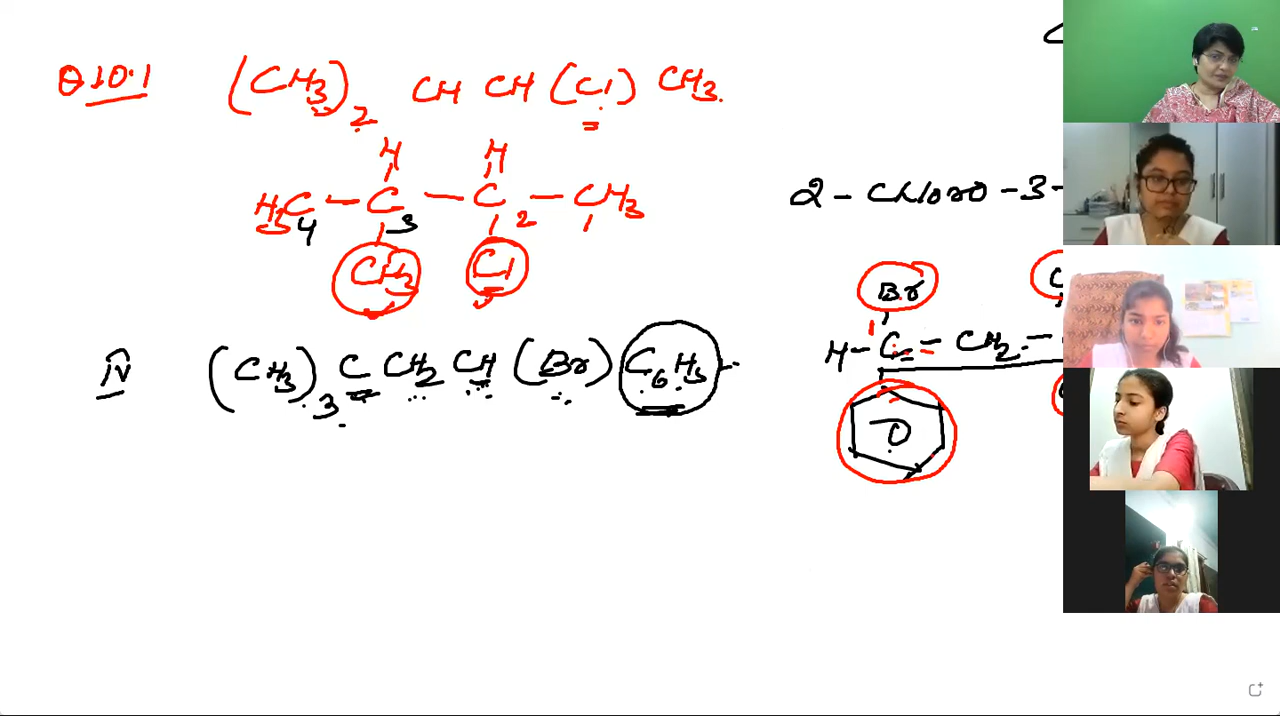 Q10.1 (CH3)2 CH CH (Cl) CH3.
H H
H3C — C — C — CH3
4 3 2
CH3 Cl
2 - Chloro - 3 -
Br
1
H - C - CH2 -
IV (CH3)3 C CH2 CH (Br) C6H5